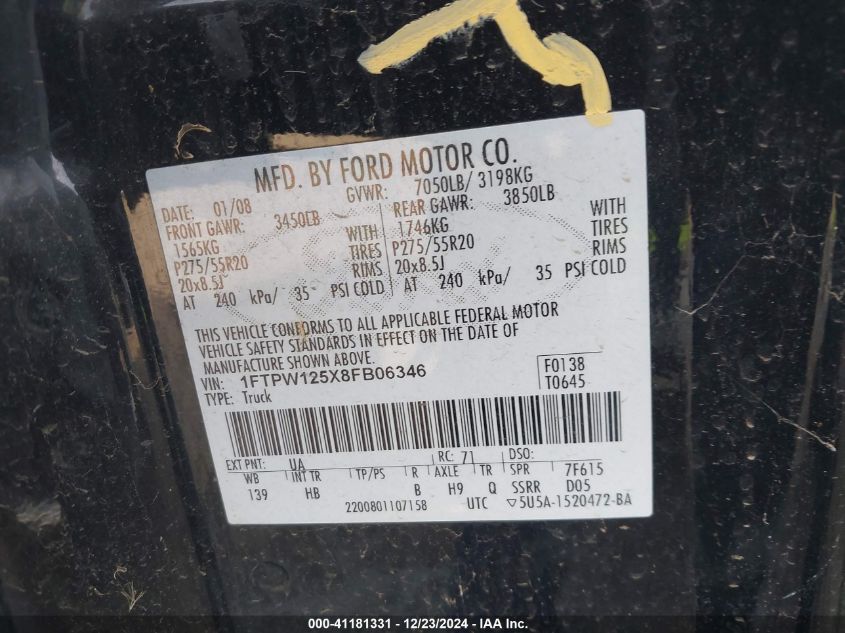 MFD. BY FORD MOTOR CO.
DATE: 01/08 GVWR: 7050LB/ 3198KG
FRONT GAWR: 3450LB REAR GAWR: 3850LB
1565KG WITH 1746KG WITH
P275/55R20 TIRES P275/55R20 TIRES
20x8.5J RIMS 20x8.5J RIMS
AT 240 kPa/ 35 PSI COLD AT 240 kPa/ 35 PSI COLD
THIS VEHICLE CONFORMS TO ALL APPLICABLE FEDERAL MOTOR
VEHICLE SAFETY STANDARDS IN EFFECT ON THE DATE OF
MANUFACTURE SHOWN ABOVE.
VIN: 1FTPW125X8FB06346 F0138
TYPE: Truck T0645
EXT PNT: UA RC: 71 DSO:
WB INT TR TP/PS R AXLE TR SPR 7F615
139 HB B H9 Q SSRR D05
2200801107158 UTC ▽5U5A-1520472-BA
000-41181331 - 12/23/2024 - IAA Inc.